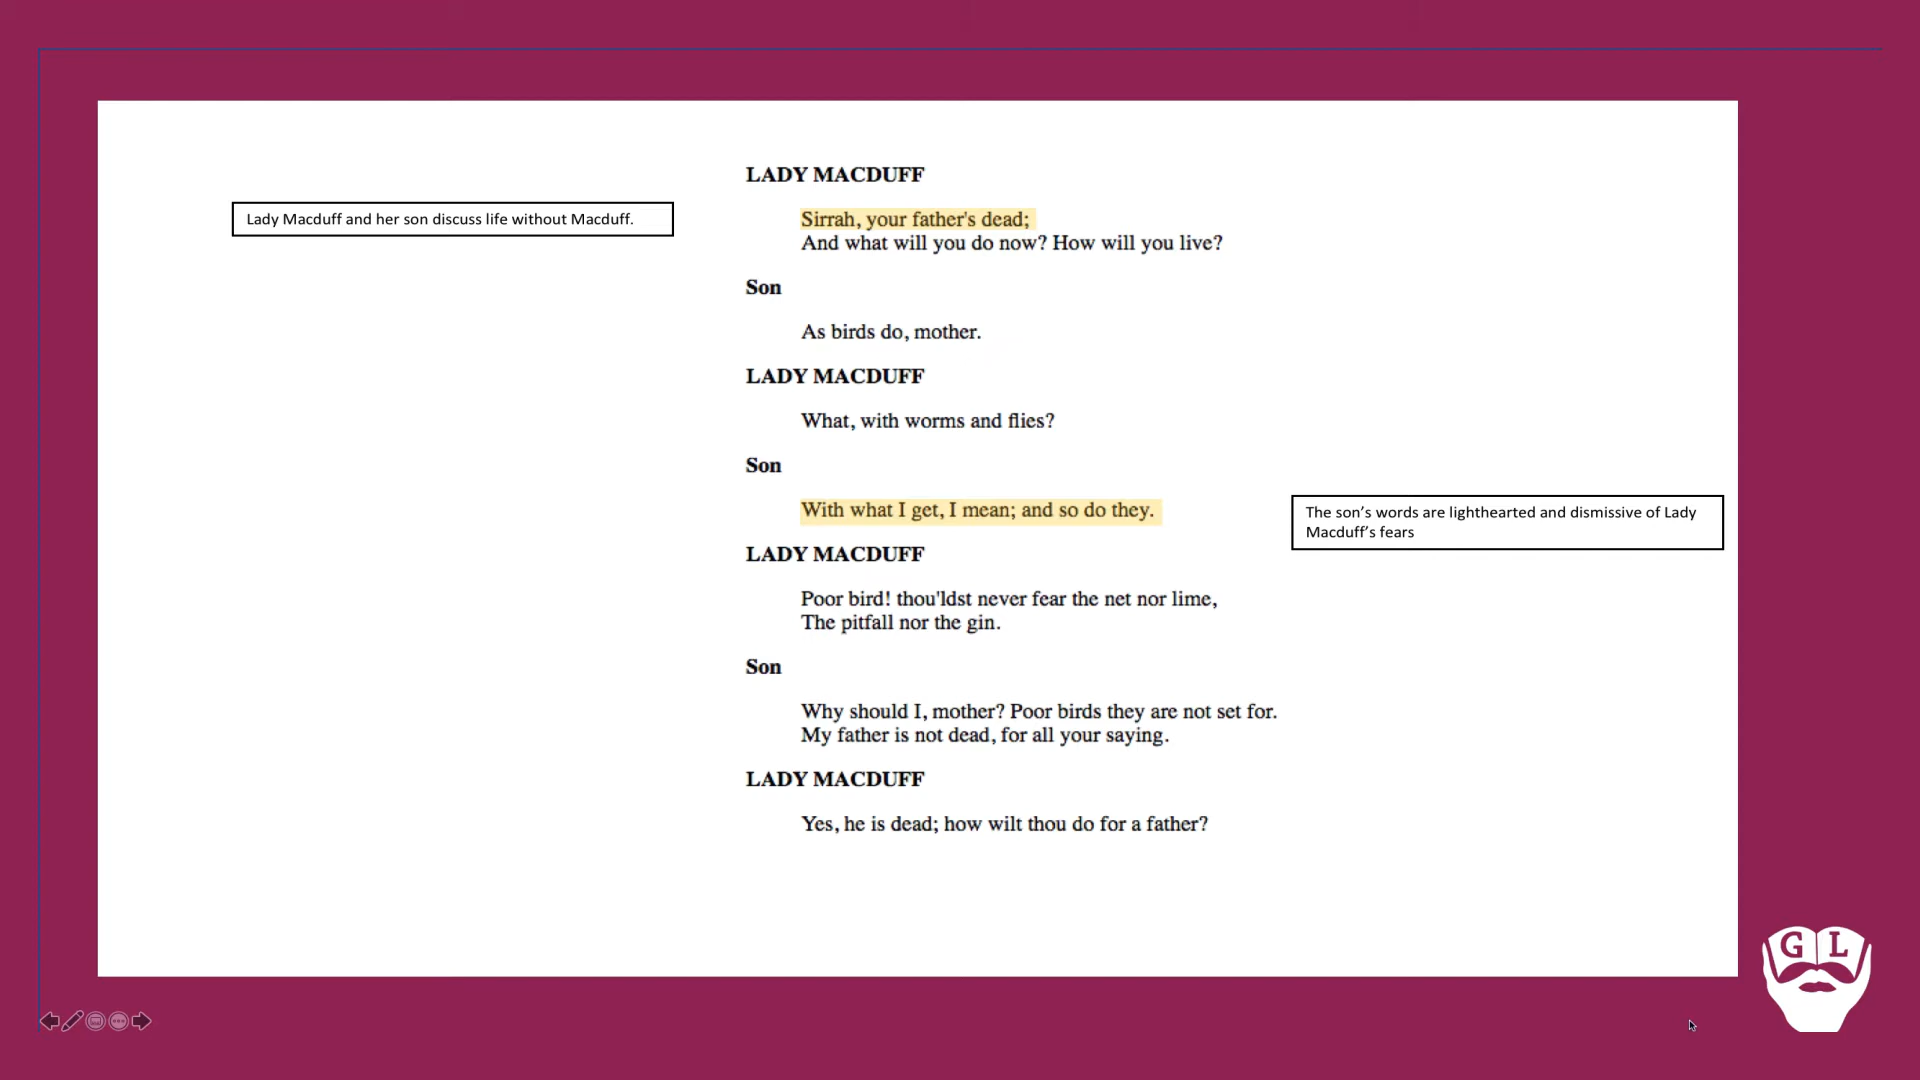 LADY MACDUFF
Lady Macduff and her son discuss life without Macduff.
Sirrah, your father's dead;
And what will you do now? How will you live?
Son
As birds do, mother.
LADY MACDUFF
What, with worms and flies?
Son
With what I get, I mean; and so do they.
The son’s words are lighthearted and dismissive of Lady
Macduff’s fears
LADY MACDUFF
Poor bird! thou'ldst never fear the net nor lime,
The pitfall nor the gin.
Son
Why should I, mother? Poor birds they are not set for.
My father is not dead, for all your saying.
LADY MACDUFF
Yes, he is dead; how wilt thou do for a father?
G L